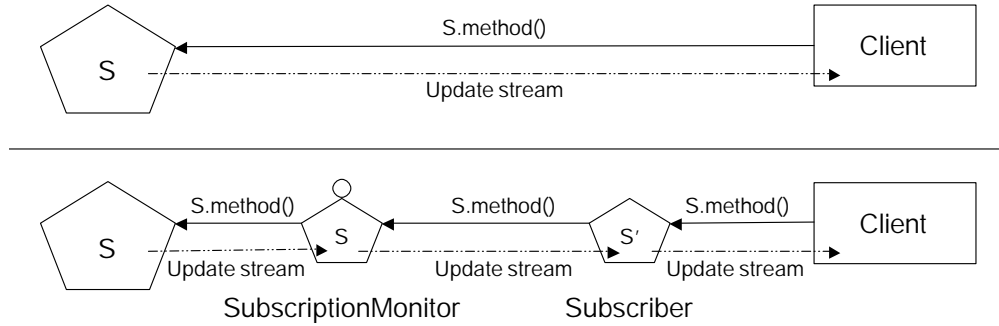 S.method()
Client
S
Update stream
S.method()
S.method()
S.method()
Client
S
S
S′
Update stream
Update stream
Update stream
SubscriptionMonitor
Subscriber